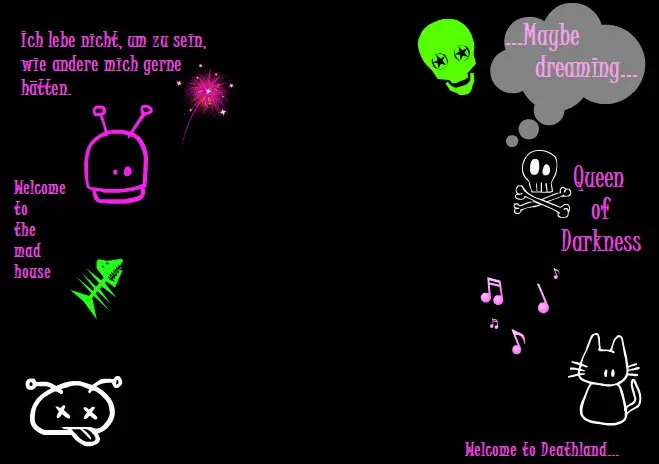 Ich lebe nicht, um zu sein,
wie andere mich gerne
hätten.
...Maybe
dreaming...
Welcome
to
the
mad
house
Queen
of
Darkness
Welcome to Deathland...